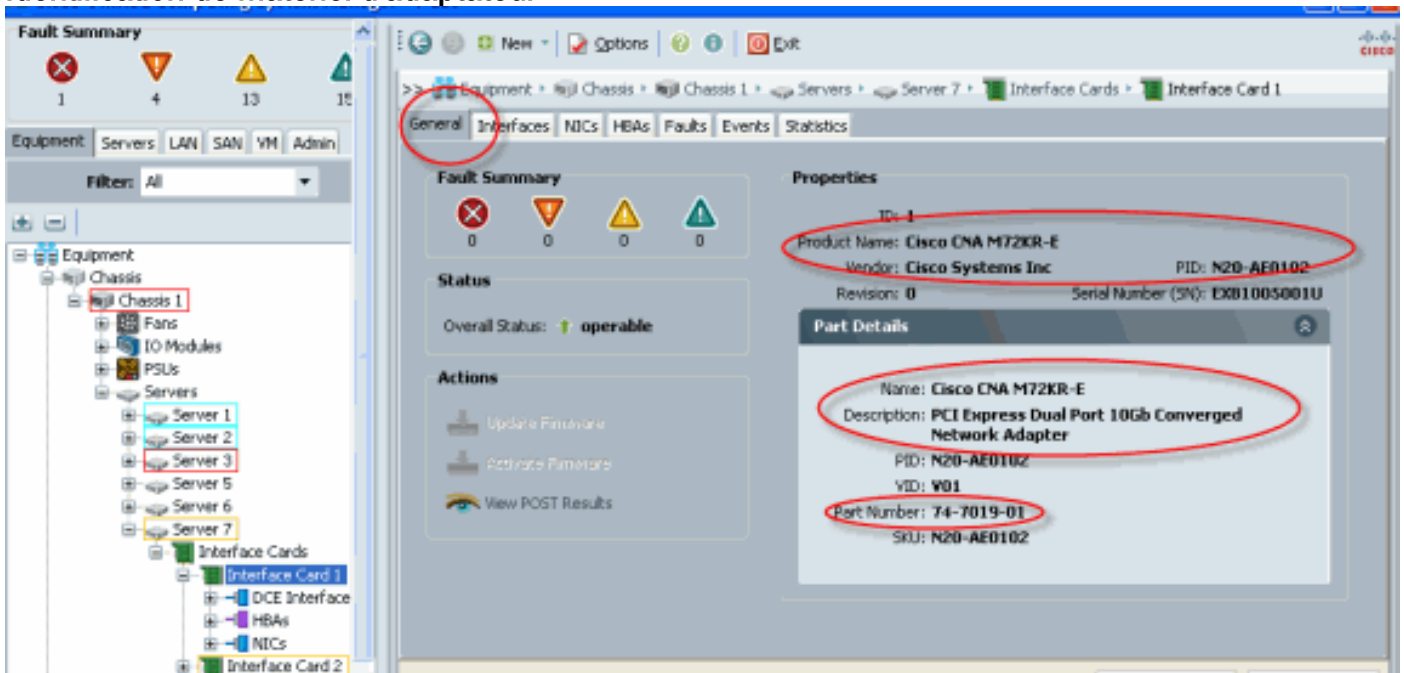 Fault Summary
1 4 13
Equipment Servers LAN SAN VM Admin
Filter: All
Equipment
Chassis
Chassis 1
Fans
IO Modules
PSUs
Servers
Server 1
Server 2
Server 3
Server 5
Server 6
Server 7
Interface Cards
Interface Card 1
DCE Interface
HBAs
NICs
Interface Card 2
New Options Exit
CISCO
>> Equipment Chassis Chassis 1 Servers Server 7 Interface Cards Interface Card 1
General Interfaces NICs HBAs Faults Events Statistics
Fault Summary
0 0 0 0
Status
Overall Status: operable
Actions
Update Firmware
Activate Firmware
View POST Results
Properties
ID: 1
Product Name: Cisco CNA M72KR-E
Vendor: Cisco Systems Inc PID: N20-AE0102
Revision: 0 Serial Number (SN): EXB1005001U
Part Details
Name: Cisco CNA M72KR-E
Description: PCI Express Dual Port 10Gb Converged
Network Adapter
PID: N20-AE0102
VID: V01
Part Number: 74-7019-01
SKU: N20-AE0102